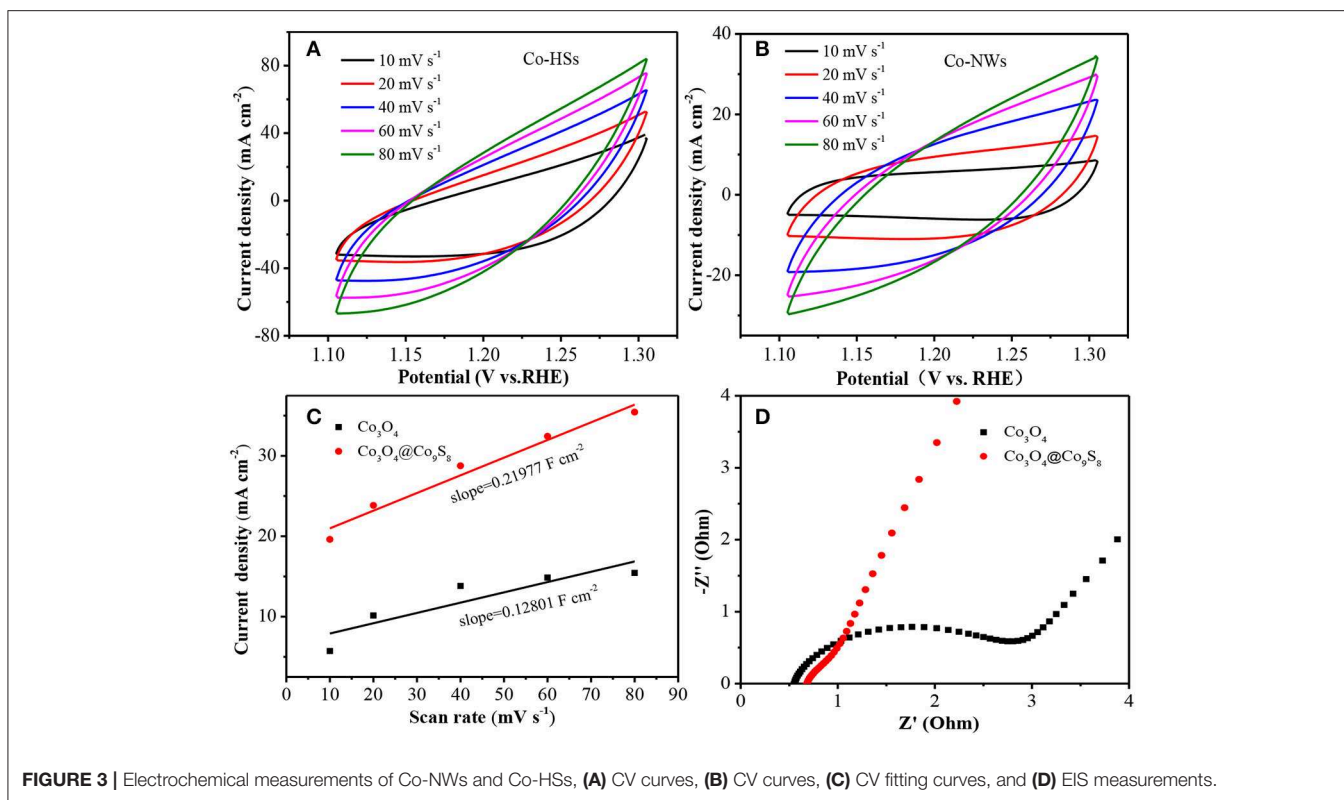 A
Co-HSs
10 mV s⁻¹
20 mV s⁻¹
40 mV s⁻¹
60 mV s⁻¹
80 mV s⁻¹
80
40
0
-40
-80
Current density (mA cm⁻²)
1.10 1.15 1.20 1.25 1.30
Potential (V vs.RHE)
B
Co-NWs
10 mV s⁻¹
20 mV s⁻¹
40 mV s⁻¹
60 mV s⁻¹
80 mV s⁻¹
40
20
0
-20
Current density (mA cm⁻²)
1.10 1.15 1.20 1.25 1.30
Potential（V vs. RHE）
C
Co₃O₄
Co₃O₄@Co₉S₈
slope=0.21977 F cm⁻²
slope=0.12801 F cm⁻²
30
20
10
Current density (mA cm⁻²)
0 10 20 30 40 50 60 70 80 90
Scan rate (mV s⁻¹)
D
Co₃O₄
Co₃O₄@Co₉S₈
4
3
2
1
0
-Z'' (Ohm)
0 1 2 3 4
Z' (Ohm)
FIGURE 3 | Electrochemical measurements of Co-NWs and Co-HSs, (A) CV curves, (B) CV curves, (C) CV fitting curves, and (D) EIS measurements.